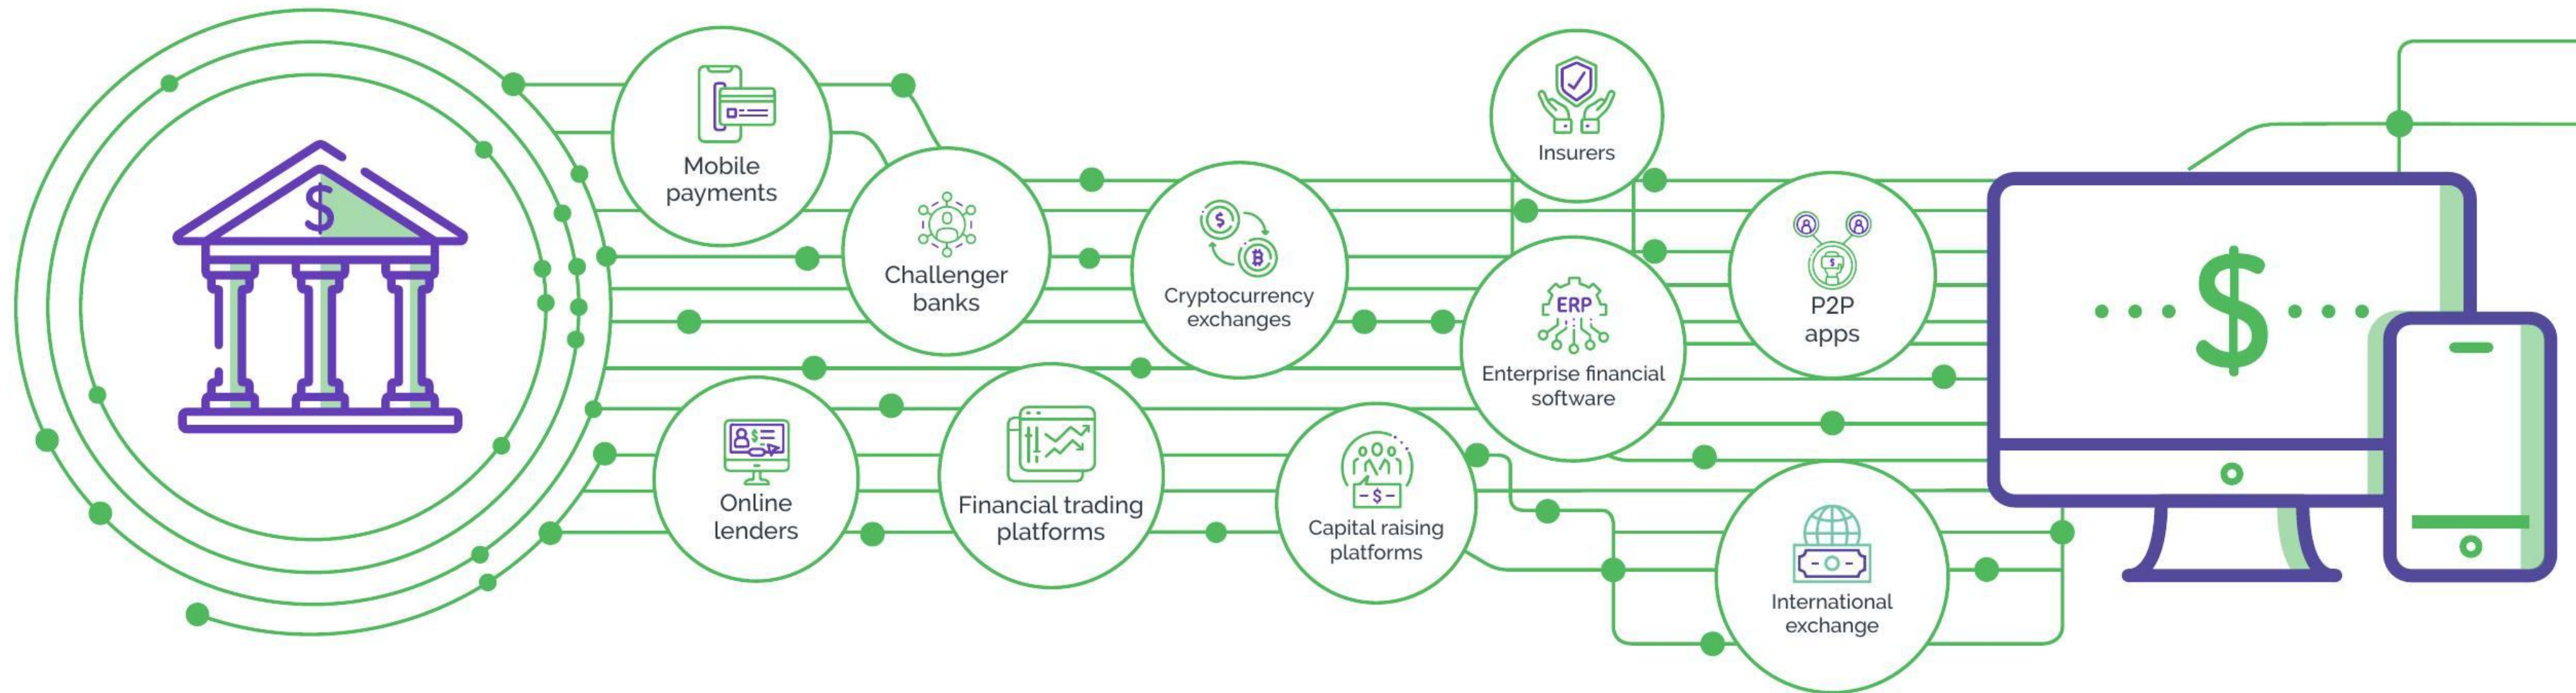 Mobile
payments
Challenger
banks
Cryptocurrency
exchanges
Insurers
ERP
Enterprise financial
software
P2P
apps
Online
lenders
Financial trading
platforms
Capital raising
platforms
International
exchange
$
$
$
$
$
$